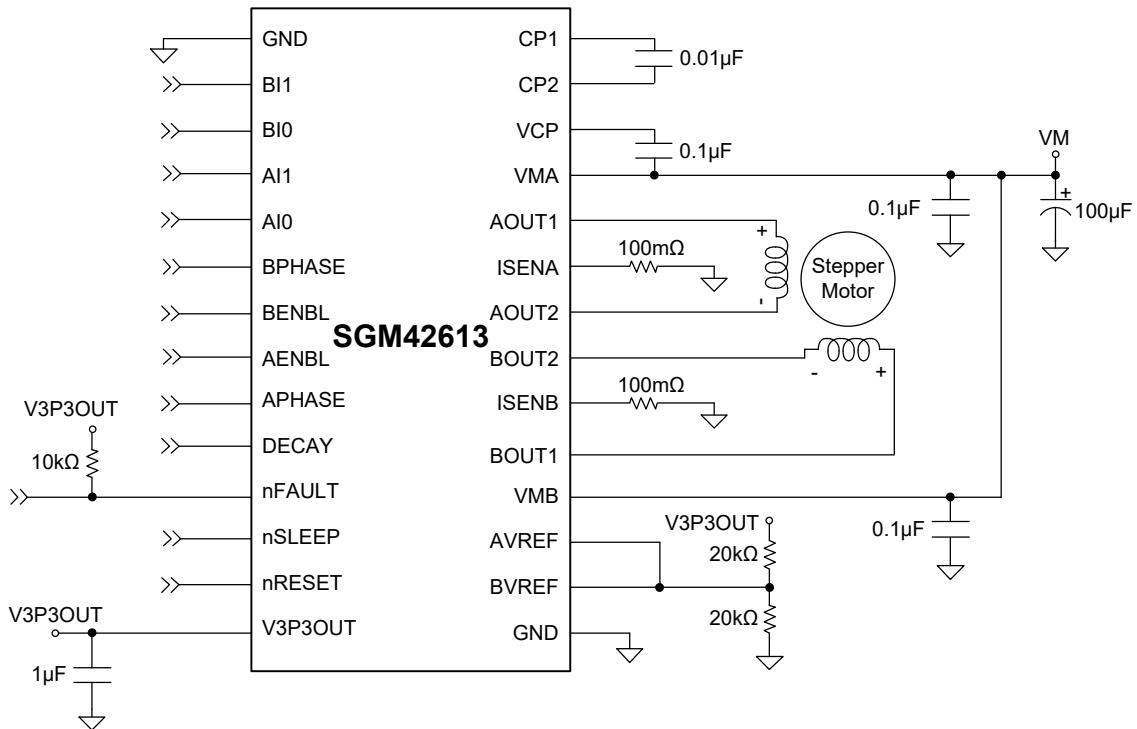 GND
BI1
BI0
AI1
AI0
BPHASE
BENBL
AENBL
APHASE
DECAY
nFAULT
nSLEEP
nRESET
V3P3OUT
SGM42613
CP1
CP2
VCP
VMA
AOUT1
ISENA
AOUT2
BOUT2
ISENB
BOUT1
VMB
AVREF
BVREF
GND
V3P3OUT
10kΩ
V3P3OUT
1µF
0.01µF
0.1µF
VM
+
100µF
0.1µF
100mΩ
+
-
Stepper
Motor
- +
100mΩ
V3P3OUT
20kΩ
20kΩ
0.1µF